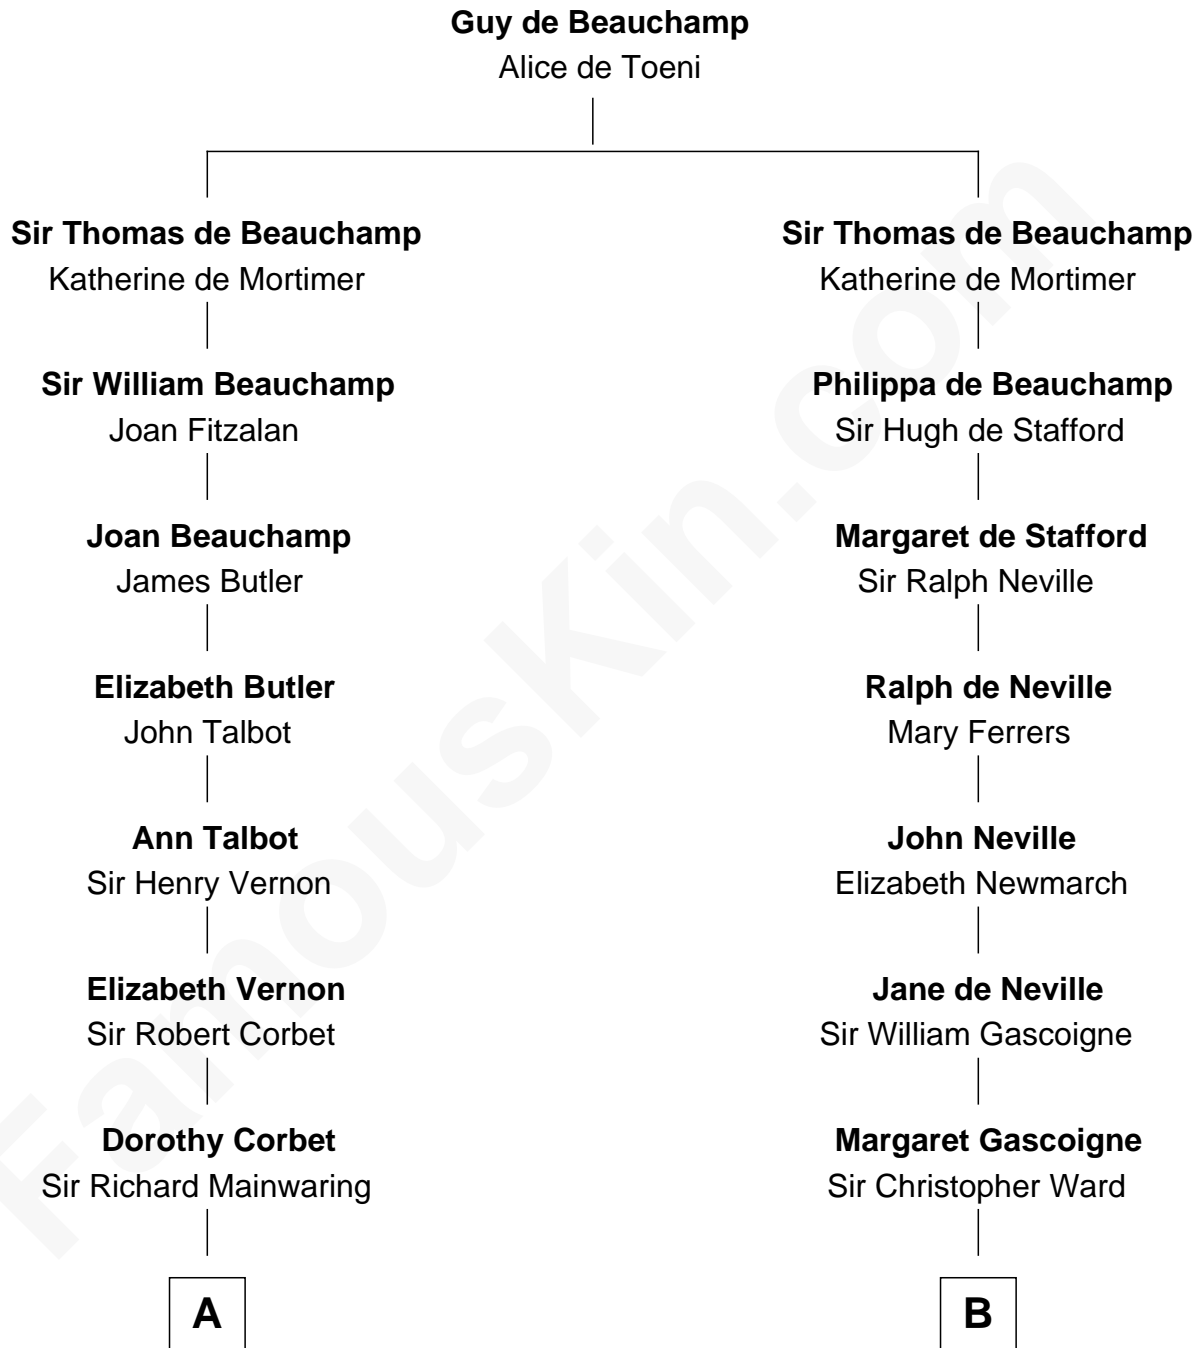 Guy de Beauchamp
Alice de Toeni
Sir Thomas de Beauchamp
Katherine de Mortimer
Sir Thomas de Beauchamp
Katherine de Mortimer
Sir William Beauchamp
Joan Fitzalan
Philippa de Beauchamp
Sir Hugh de Stafford
Joan Beauchamp
James Butler
Margaret de Stafford
Sir Ralph Neville
Elizabeth Butler
John Talbot
Ralph de Neville
Mary Ferrers
Ann Talbot
Sir Henry Vernon
John Neville
Elizabeth Newmarch
Elizabeth Vernon
Sir Robert Corbet
Jane de Neville
Sir William Gascoigne
Dorothy Corbet
Sir Richard Mainwaring
Margaret Gascoigne
Sir Christopher Ward
A
B
FamousKin.com